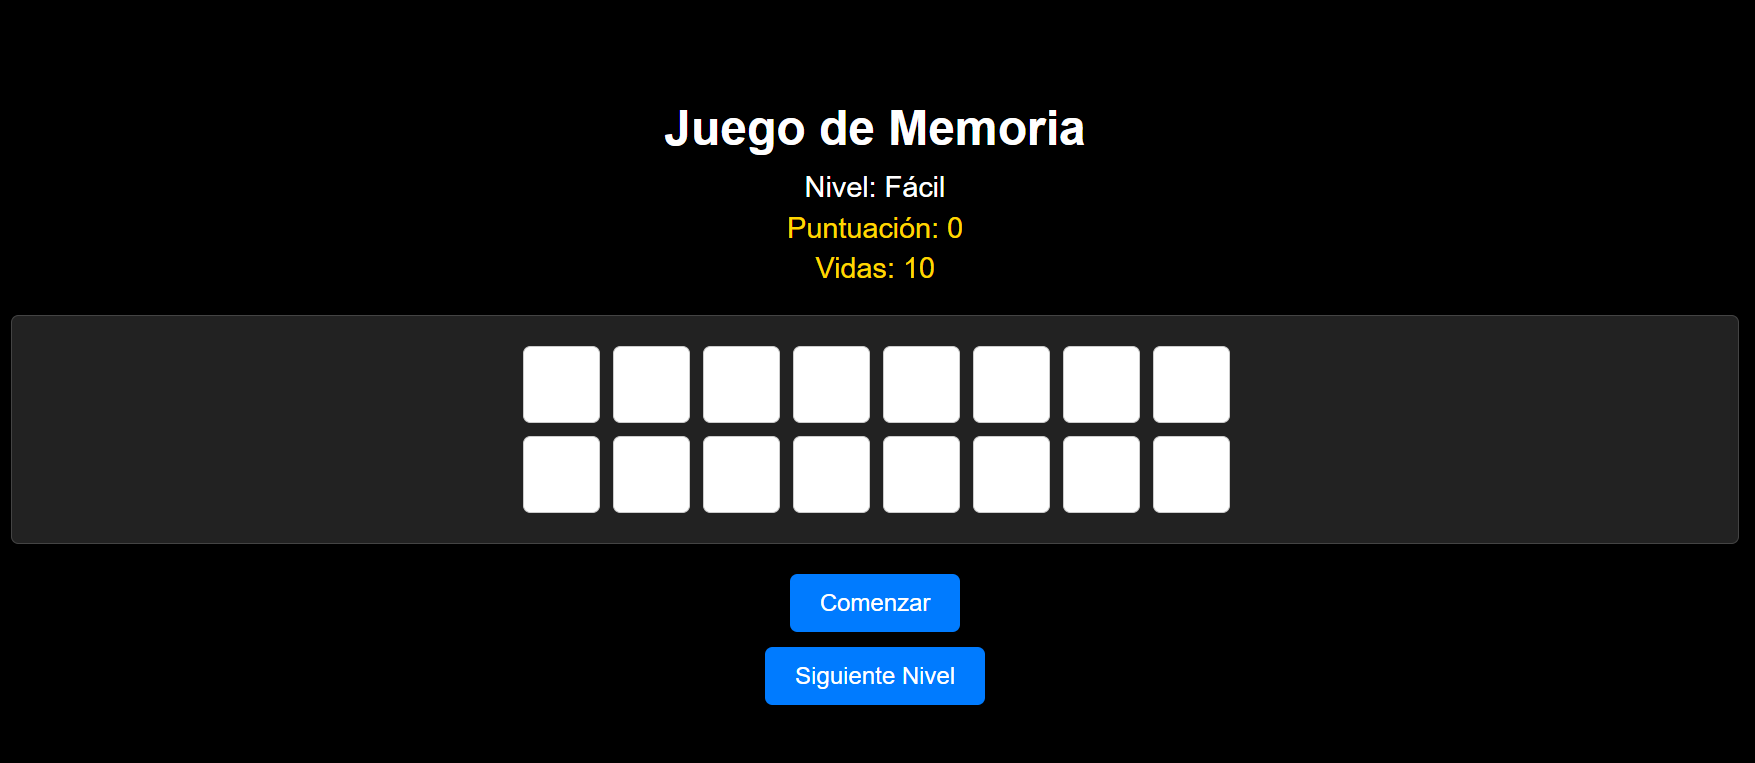 Juego de Memoria
Nivel: Fácil
Puntuación: 0
Vidas: 10
Comenzar
Siguiente Nivel